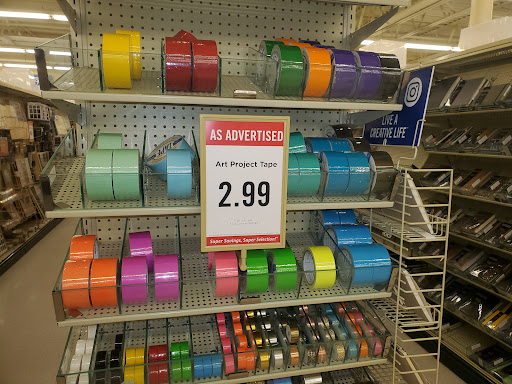 AS ADVERTISED
Art Project Tape
2.99
Super Savings, Super Selection!
LIVE A
CREATIVE LIFE